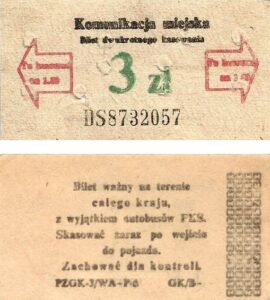 Komunikacja miejska
Bilet dwukrotnego kasowania
3 zł
DS8732057
Bilet ważny na terenie
całego kraju,
z wyjątkiem autobusów PKS.
Skasować zaraz po wejściu
do pojazdu.
Zachować dla kontroli.
PZGK-3/WA-P-6 GK/B-